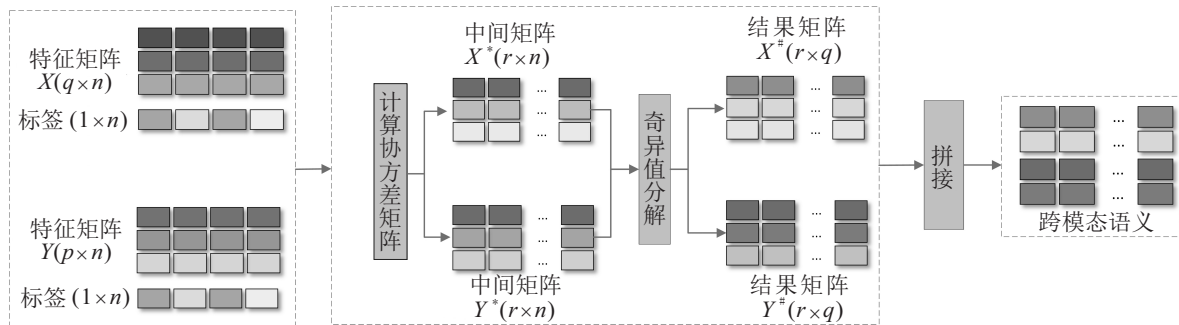 特征矩阵
X(q×n)
标签 (1×n)
特征矩阵
Y(p×n)
标签 (1×n)
计算协方差矩阵
中间矩阵
X*(r×n)
...
...
...
...
...
...
中间矩阵
Y*(r×n)
奇异值分解
结果矩阵
X#(r×q)
...
...
...
...
...
...
结果矩阵
Y#(r×q)
拼接
...
...
...
...
跨模态语义